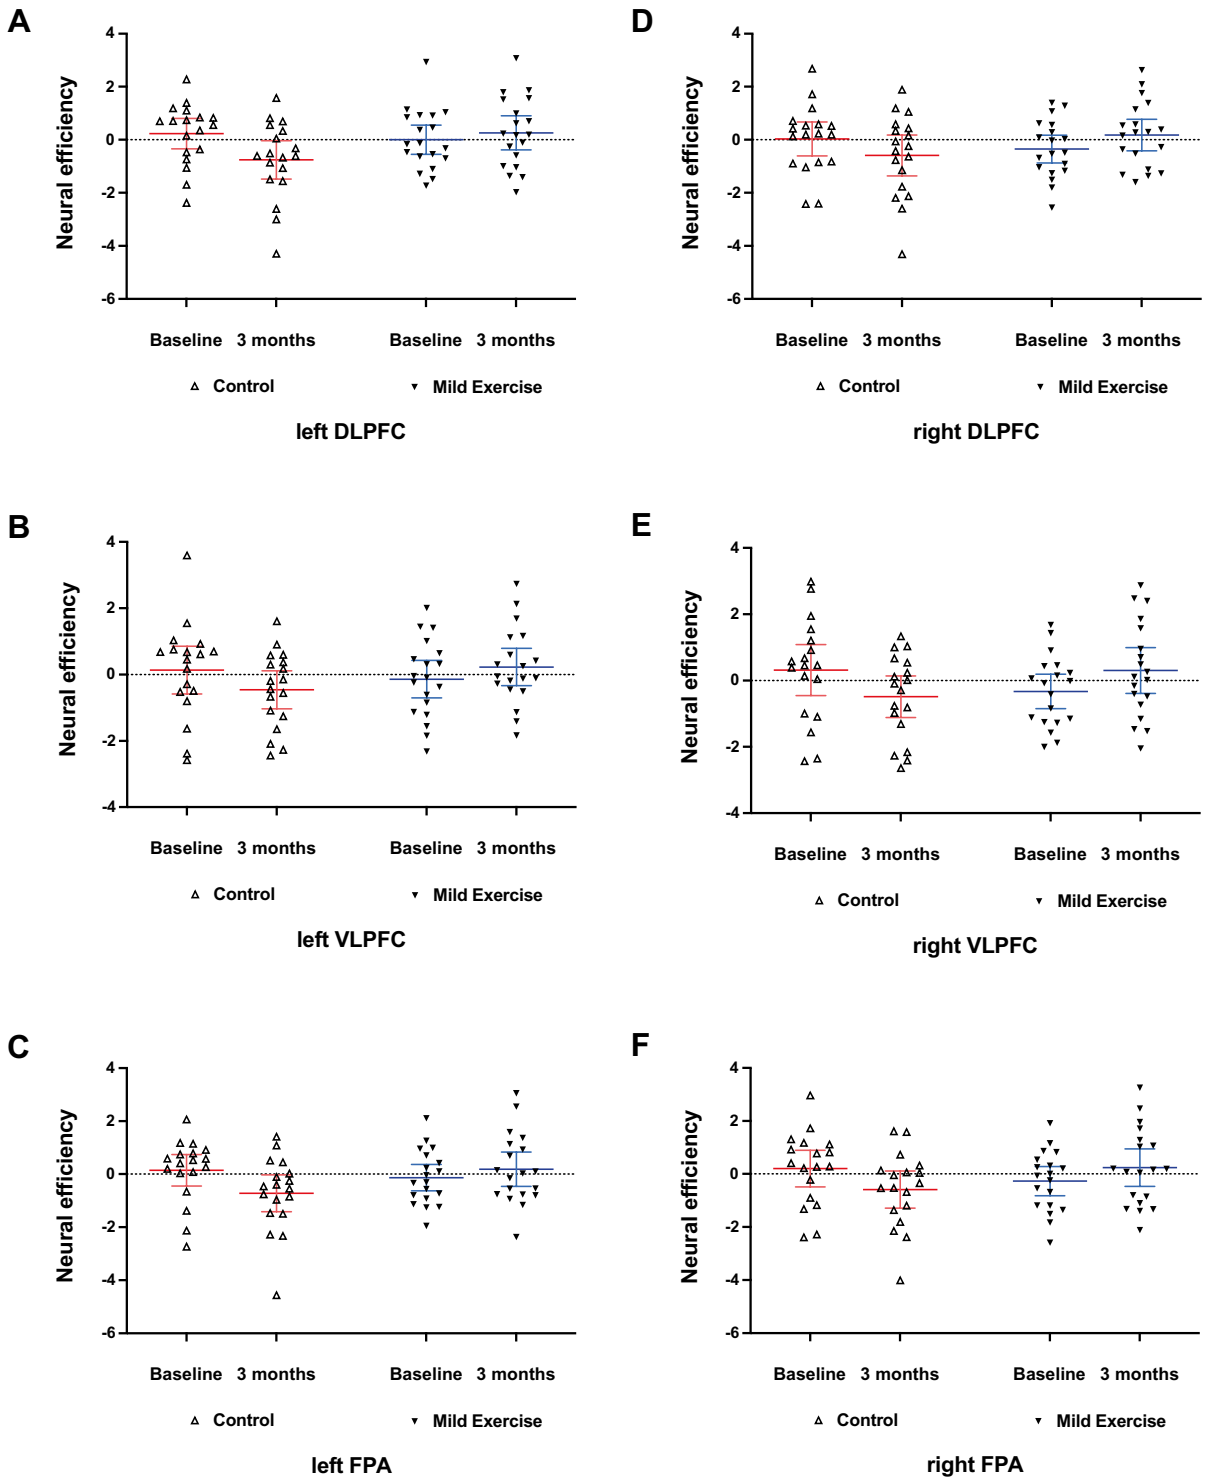 A
4
2
0
-2
-4
-6
Neural efficiency
Baseline 3 months Baseline 3 months
Control Mild Exercise
left DLPFC
D
4
2
0
-2
-4
-6
Neural efficiency
Baseline 3 months Baseline 3 months
Control Mild Exercise
right DLPFC
B
4
2
0
-2
-4
Neural efficiency
Baseline 3 months Baseline 3 months
Control Mild Exercise
left VLPFC
E
4
2
0
-2
-4
Neural efficiency
Baseline 3 months Baseline 3 months
Control Mild Exercise
right VLPFC
C
4
2
0
-2
-4
-6
Neural efficiency
Baseline 3 months Baseline 3 months
Control Mild Exercise
left FPA
F
4
2
0
-2
-4
-6
Neural efficiency
Baseline 3 months Baseline 3 months
Control Mild Exercise
right FPA